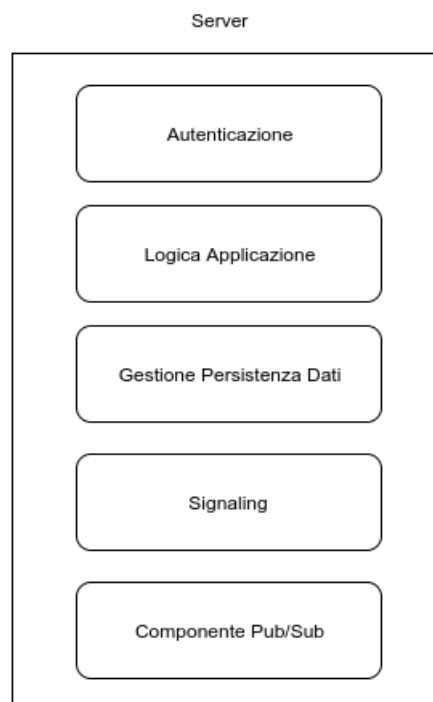 Server
Autenticazione
Logica Applicazione
Gestione Persistenza Dati
Signaling
Componente Pub/Sub